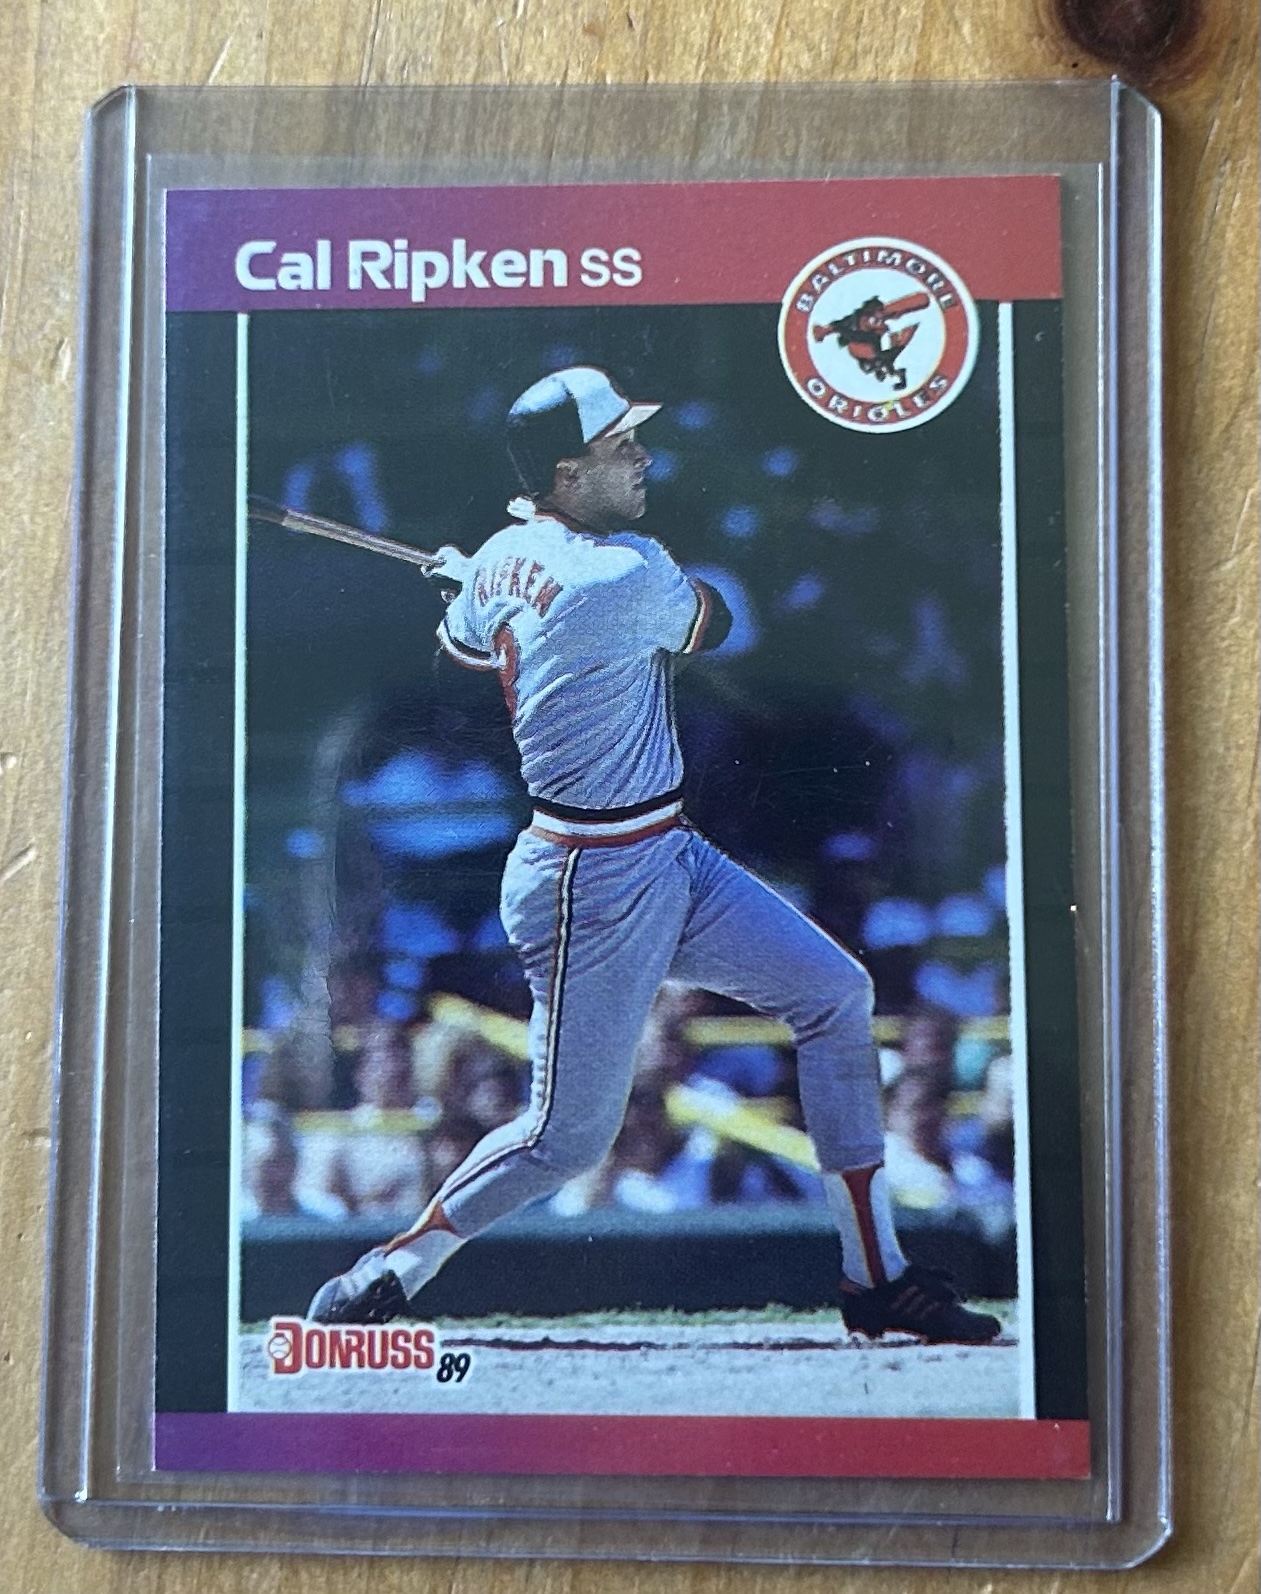 Cal Ripken SS
BALTIMORE
ORIOLES
RIPKEN
DONRUSS 89